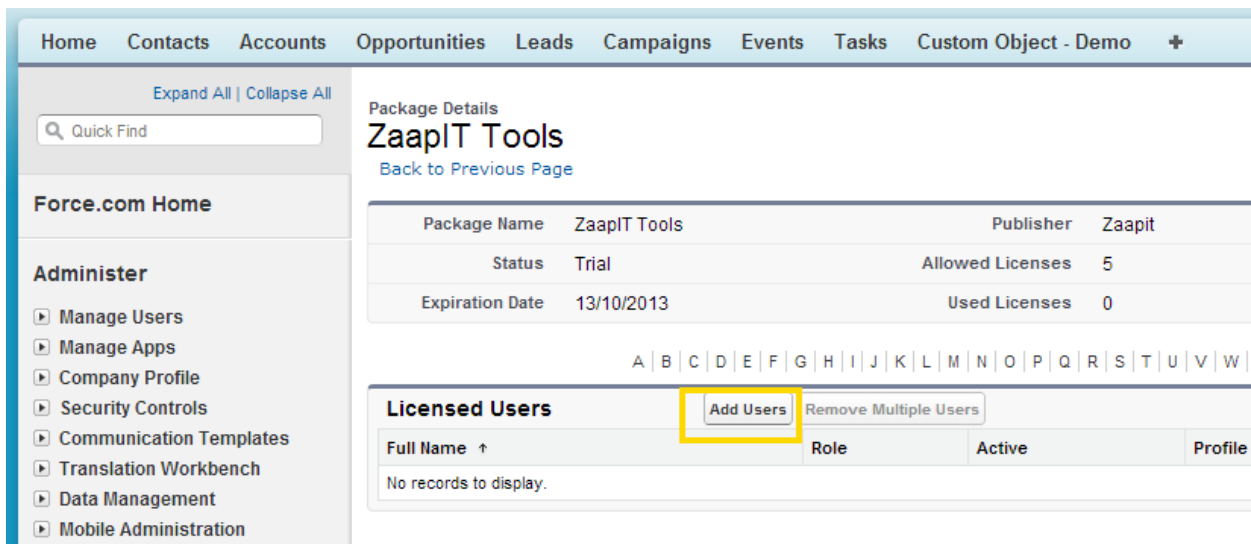 Home Contacts Accounts Opportunities Leads Campaigns Events Tasks Custom Object - Demo +
Expand All | Collapse All
Quick Find
Force.com Home
Administer
Manage Users
Manage Apps
Company Profile
Security Controls
Communication Templates
Translation Workbench
Data Management
Mobile Administration
Package Details
ZaapIT Tools
Back to Previous Page
Package Name ZaapIT Tools Publisher Zaapit
Status Trial Allowed Licenses 5
Expiration Date 13/10/2013 Used Licenses 0
A | B | C | D | E | F | G | H | I | J | K | L | M | N | O | P | Q | R | S | T | U | V | W |
Licensed Users Add Users Remove Multiple Users
Full Name ↑ Role Active Profile
No records to display.